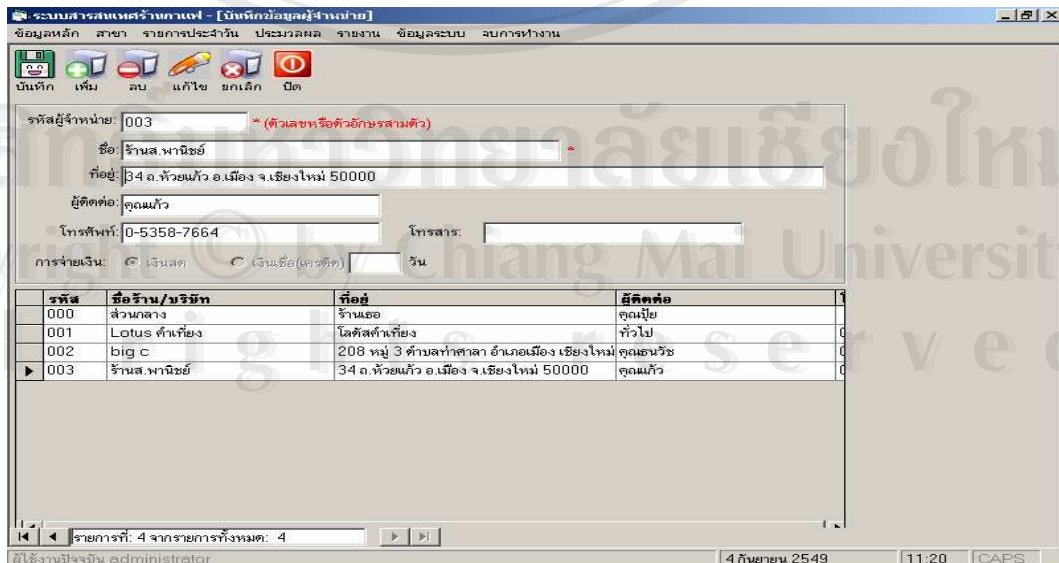 ระบบสารสนเทศร้านกาแฟ - [บันทึกข้อมูลผู้จำหน่าย]
ข้อมูลหลัก สาขา รายการประจำวัน ประมวลผล รายงาน ข้อมูลระบบ จบการทำงาน
บันทึก เพิ่ม ลบ แก้ไข ยกเลิก ปิด
รหัสผู้จำหน่าย: 003 * (ตัวเลขหรือตัวอักษรสามตัว)
ชื่อ: ร้านส.พานิชย์ *
ที่อยู่: 34 ถ.ห้วยแก้ว อ.เมือง จ.เชียงใหม่ 50000
ผู้ติดต่อ: คุณแก้ว
โทรศัพท์: 0-5358-7664 โทรสาร:
การจ่ายเงิน: เงินสด เงินเชื่อ(เครดิต) วัน
รหัส ชื่อร้าน/บริษัท ที่อยู่ ผู้ติดต่อ
000 ส่วนกลาง ร้านเธอ คุณปุ้ย
001 Lotus คำเที่ยง โลตัสคำเที่ยง ทั่วไป
002 big c 208 หมู่ 3 ตำบลท่าศาลา อำเภอเมือง เชียงใหม่ คุณธนวัช
003 ร้านส.พานิชย์ 34 ถ.ห้วยแก้ว อ.เมือง จ.เชียงใหม่ 50000 คุณแก้ว
รายการที่: 4 จากรายการทั้งหมด: 4
ผู้ใช้งานปัจจุบัน administrator 4 กันยายน 2549 11:20 CAPS